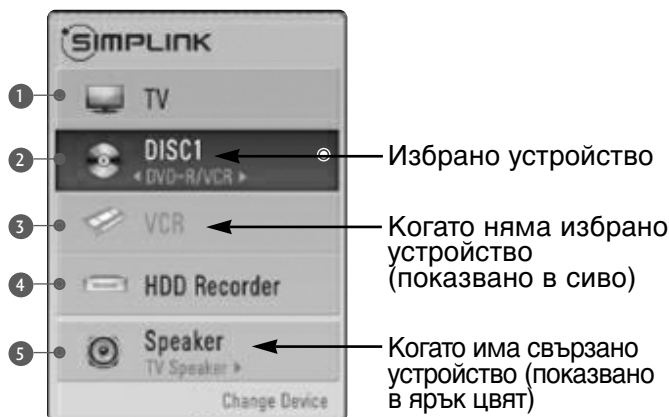 SIMPLINK
1 TV
2 DISC1
◄ DVD-R/VCR ►
Избрано устройство
3 VCR
Когато няма избрано
устройство
(показвано в сиво)
4 HDD Recorder
5 Speaker
TV Speaker ►
Когато има свързано
устройство (показвано
в ярък цвят)
Change Device